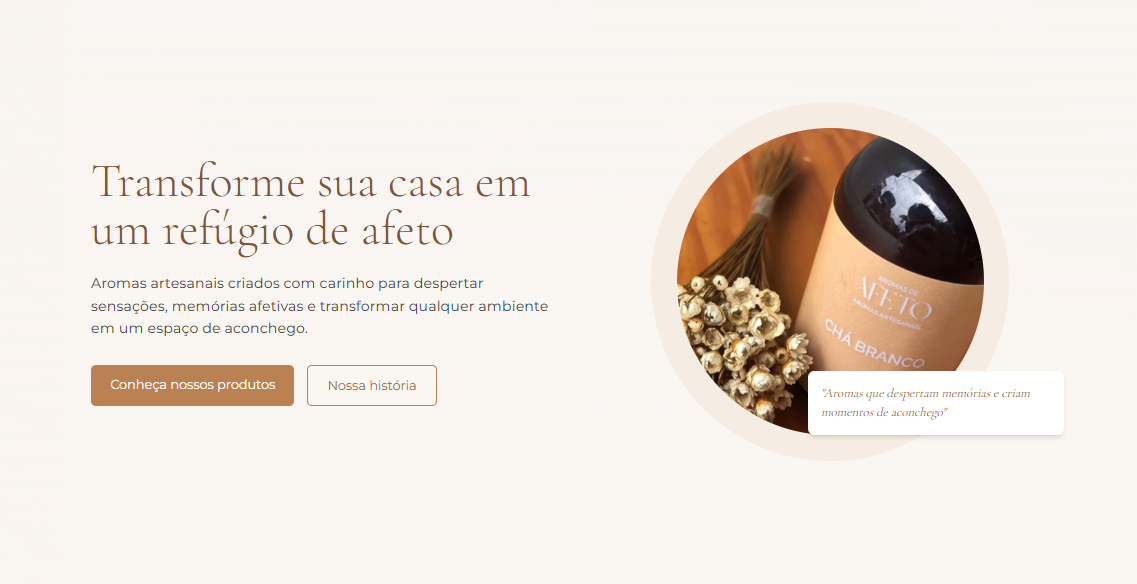 Transforme sua casa em
um refúgio de afeto
Aromas artesanais criados com carinho para despertar
sensações, memórias afetivas e transformar qualquer ambiente
em um espaço de aconchego.
Conheça nossos produtos
Nossa história
AROMAS DE
AFETO
AROMAS ARTESANAIS
CHÁ BRANCO
"Aromas que despertam memórias e criam
momentos de aconchego"